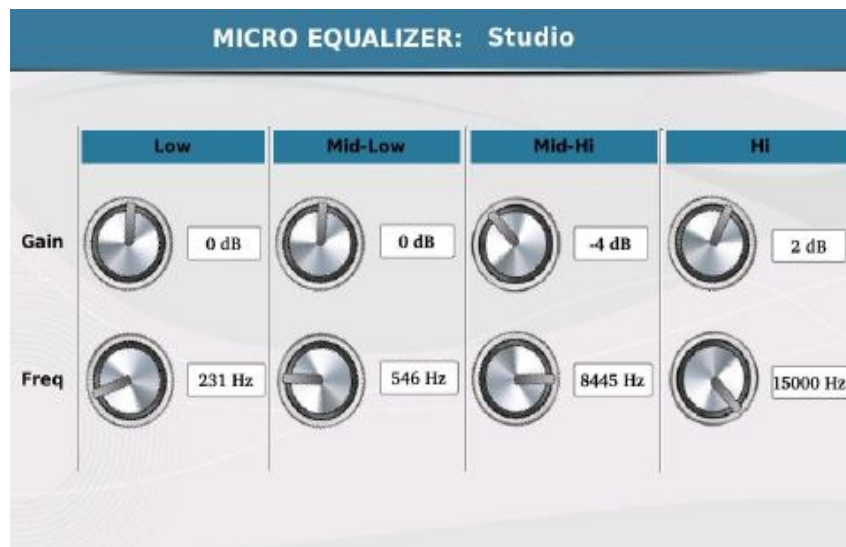 MICRO EQUALIZER: Studio
Low Mid-Low Mid-Hi Hi
Gain 0 dB 0 dB -4 dB 2 dB
Freq 231 Hz 546 Hz 8445 Hz 15000 Hz